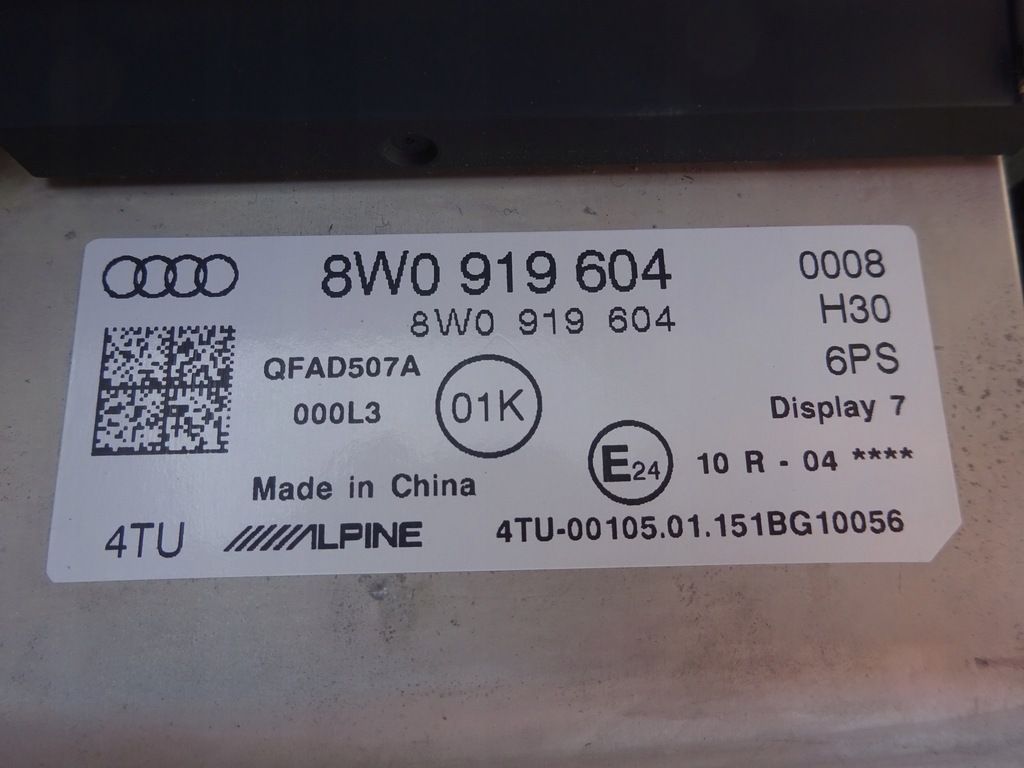 8W0 919 604 0008
8W0 919 604 H30
QFAD507A 6PS
000L3 01K Display 7
E24 10 R - 04 ****
Made in China
4TU ALPINE 4TU-00105.01.151BG10056